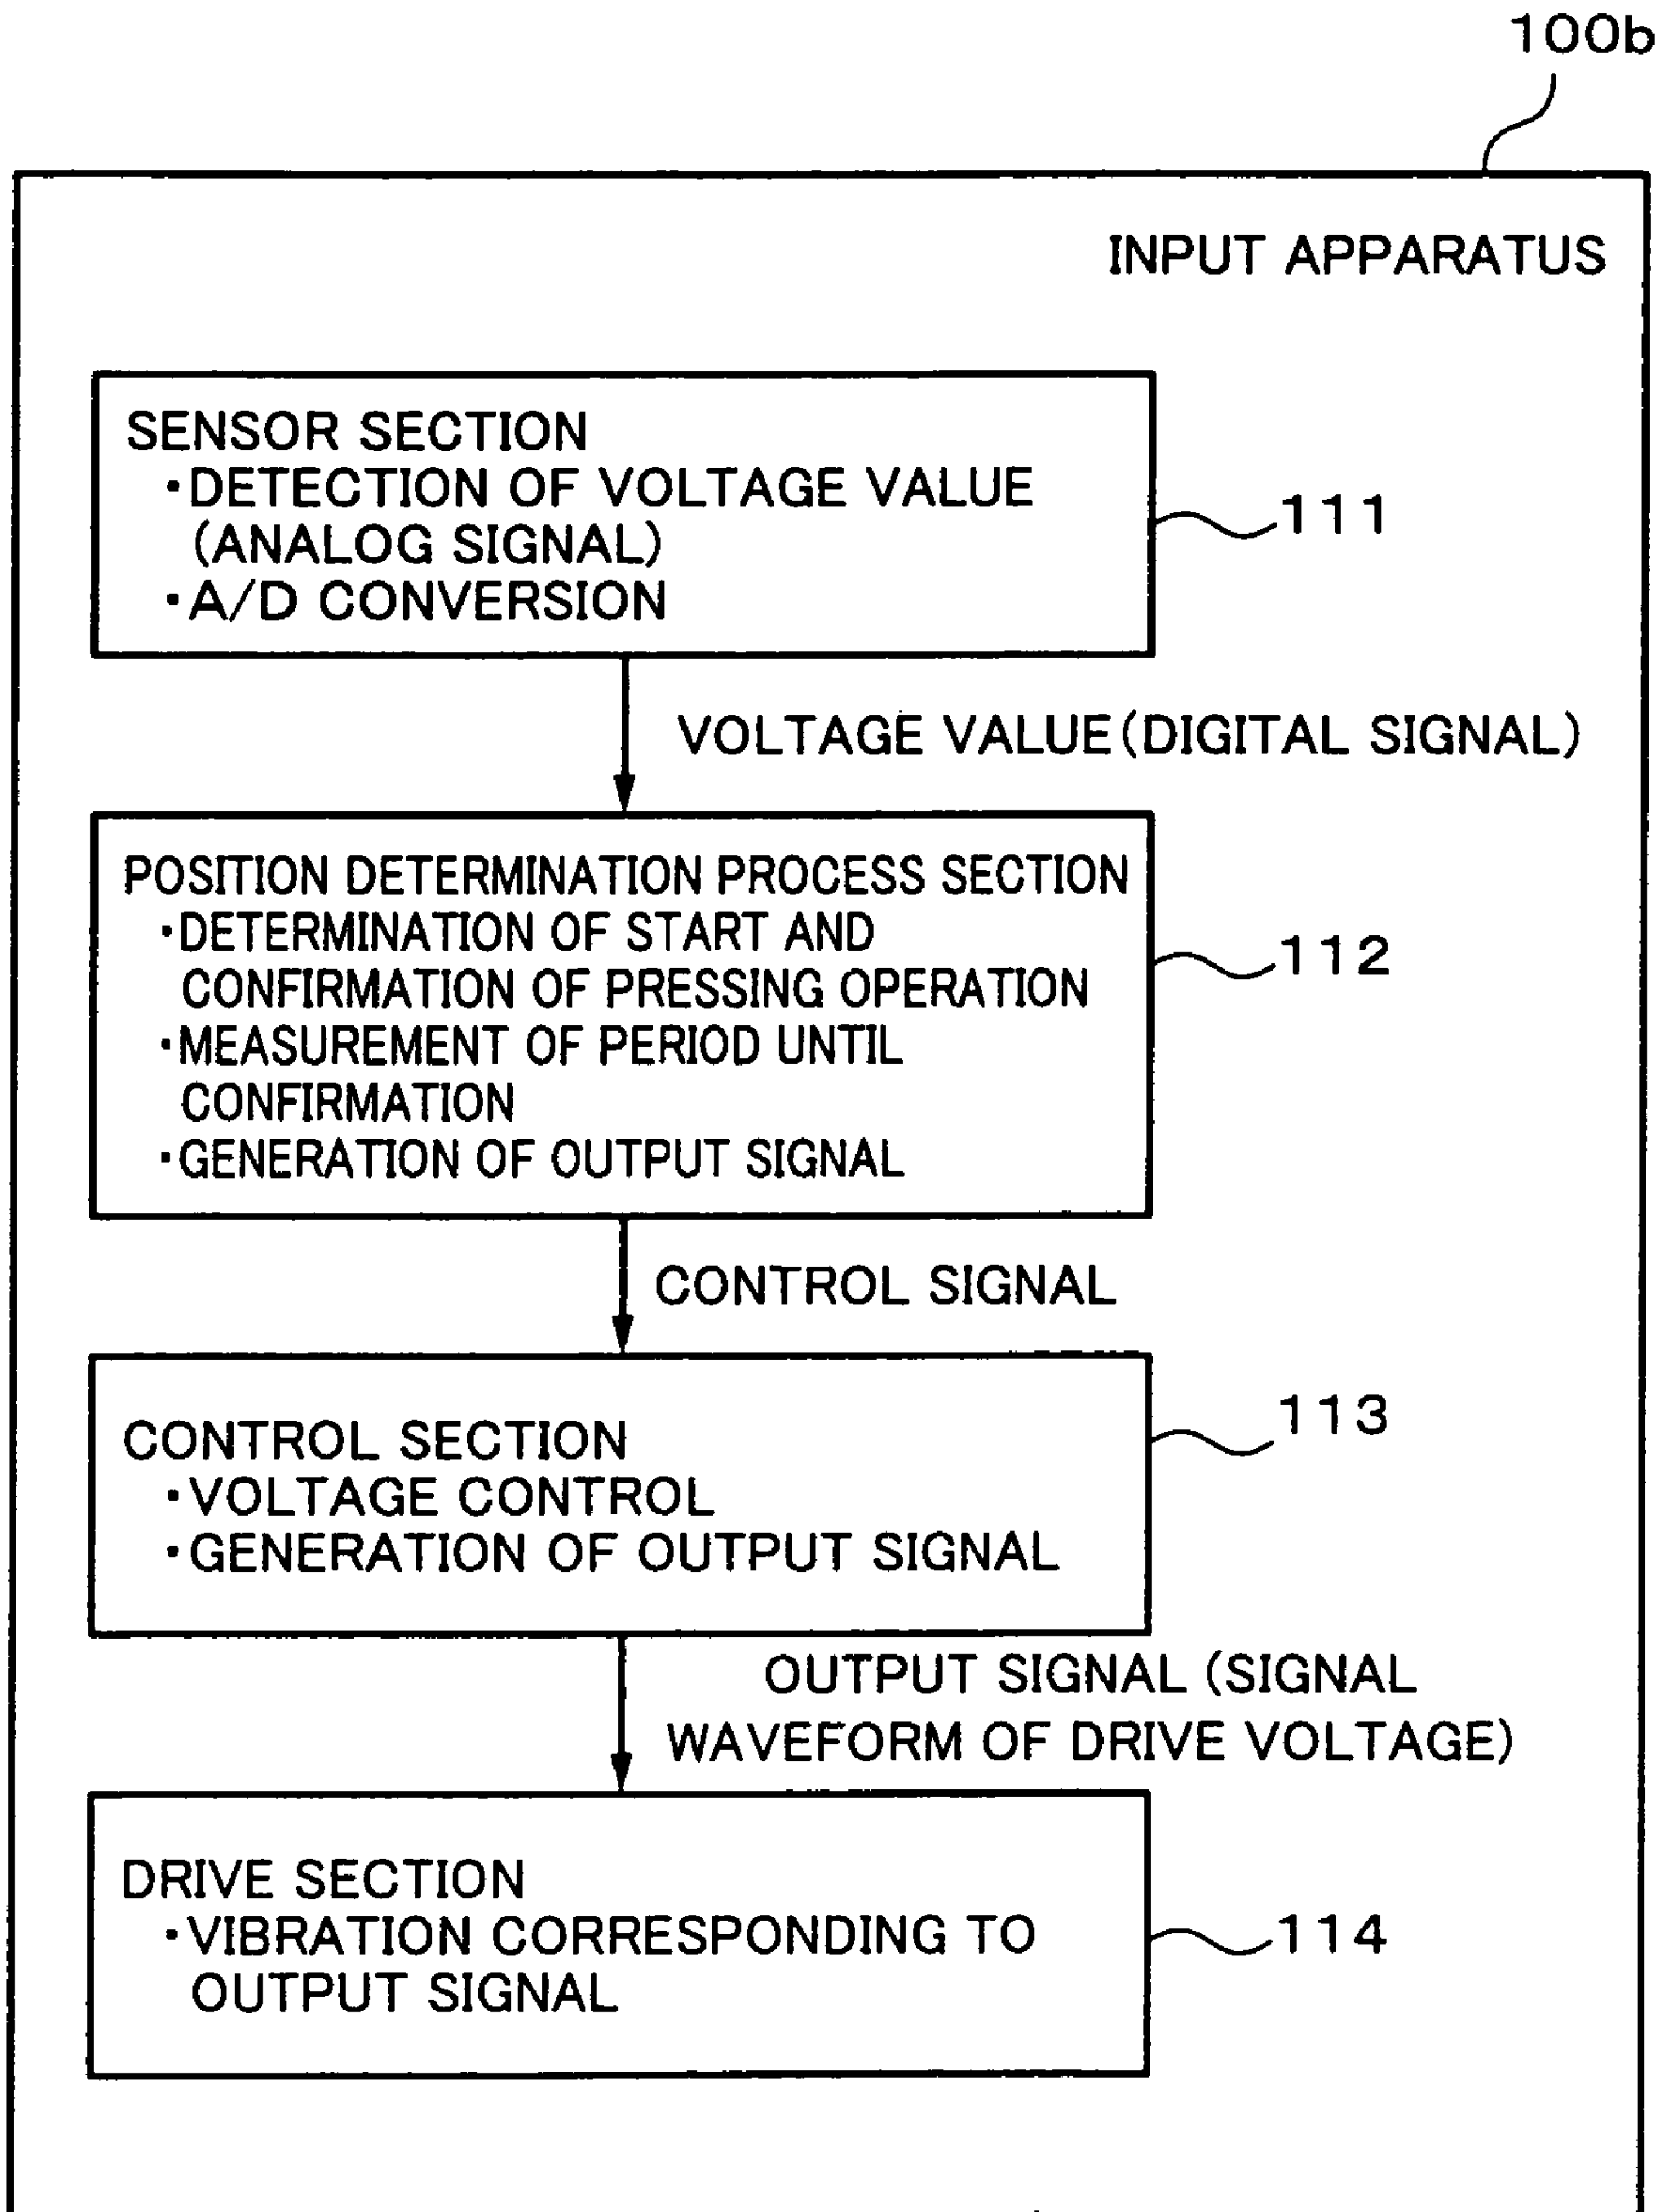 100b
INPUT APPARATUS
SENSOR SECTION
・DETECTION OF VOLTAGE VALUE
(ANALOG SIGNAL)
・A/D CONVERSION
111
VOLTAGE VALUE(DIGITAL SIGNAL)
POSITION DETERMINATION PROCESS SECTION
・DETERMINATION OF START AND
CONFIRMATION OF PRESSING OPERATION
・MEASUREMENT OF PERIOD UNTIL
CONFIRMATION
・GENERATION OF OUTPUT SIGNAL
112
CONTROL SIGNAL
CONTROL SECTION
・VOLTAGE CONTROL
・GENERATION OF OUTPUT SIGNAL
113
OUTPUT SIGNAL (SIGNAL
WAVEFORM OF DRIVE VOLTAGE)
DRIVE SECTION
・VIBRATION CORRESPONDING TO
OUTPUT SIGNAL
114